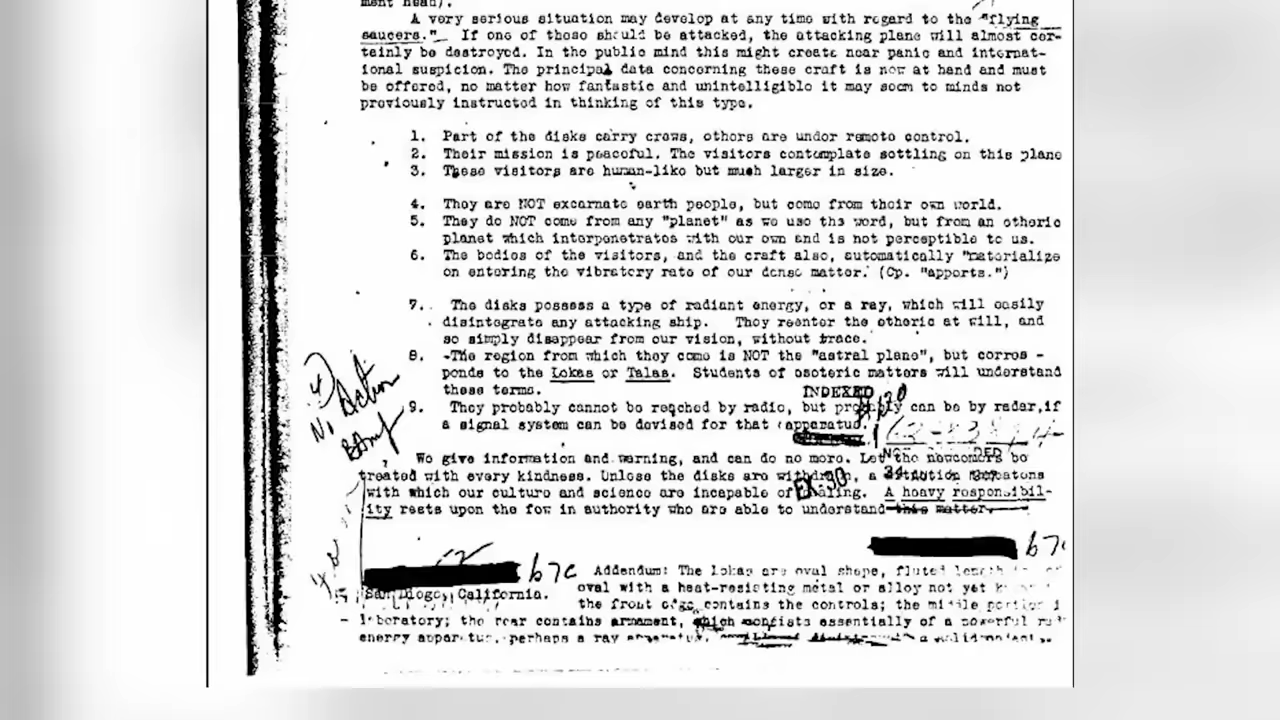 ment head).
A very serious situation may develop at any time with regard to the "flying
saucers." If one of these should be attacked, the attacking plane will almost cer-
tainly be destroyed. In the public mind this might create near panic and internat-
ional suspicion. The principal data concerning these craft is now at hand and must
be offered, no matter how fantastic and unintelligible it may seem to minds not
previously instructed in thinking of this type.
1. Part of the disks carry crews, others are under remote control.
2. Their mission is peaceful. The visitors contemplate settling on this plane
3. These visitors are human-like but much larger in size.
4. They are NOT excarnate earth people, but come from their own world.
5. They do NOT come from any "planet" as we use the word, but from an etheric
planet which interpenetrates with our own and is not perceptible to us.
6. The bodies of the visitors, and the craft also, automatically "materialize
on entering the vibratory rate of our dense matter. (Cp. "apports.")
7. The disks possess a type of radiant energy, or a ray, which will easily
disintegrate any attacking ship. They reenter the etheric at will, and
so simply disappear from our vision, without trace.
8. The region from which they come is NOT the "astral plane", but corres -
ponds to the Lokas or Talas. Students of esoteric matters will understand
these terms.
INDEXED
9. They probably cannot be reached by radio, but probably can be by radar, if
a signal system can be devised for that apparatus.
No Action
We give information and warning, and can do no more. Let the newcomers be
treated with every kindness. Unless the disks are withdrawn, a situation threatens
with which our culture and science are incapable of dealing. A heavy responsibil-
ity rests upon the few in authority who are able to understand this matter.
EX-30
b7c
b7c
San Diego, California.
Addendum: The Lokas are oval shape, fluted length
oval with a heat-resisting metal or alloy not yet
the front contains the controls; the middle portion
laboratory; the rear contains armament, which consists essentially of a powerful
energy apparatus, perhaps a ray